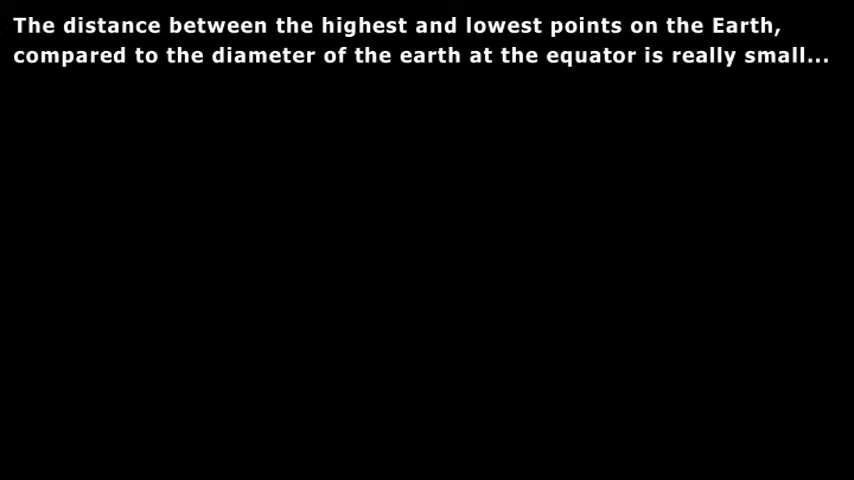 The distance between the highest and lowest points on the Earth,
compared to the diameter of the earth at the equator is really small...